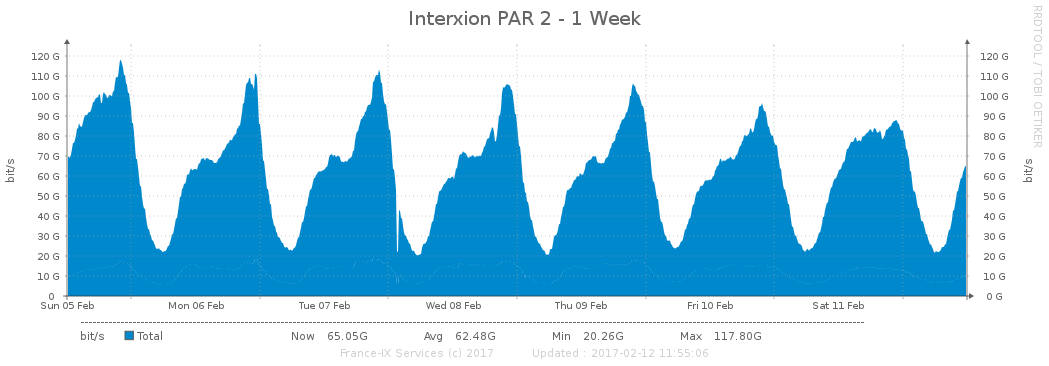 Interxion PAR 2 - 1 Week
RRDTOOL / TOBI OETIKER
bit/s
120 G 120 G
110 G 110 G
100 G 100 G
90 G 90 G
80 G 80 G
70 G 70 G
60 G 60 G
50 G 50 G
40 G 40 G
30 G 30 G
20 G 20 G
10 G 10 G
0 0 G
bit/s
Sun 05 Feb Mon 06 Feb Tue 07 Feb Wed 08 Feb Thu 09 Feb Fri 10 Feb Sat 11 Feb
bit/s Total Now 65.05G Avg 62.48G Min 20.26G Max 117.80G
France-IX Services (c) 2017 Updated : 2017-02-12 11:55:06